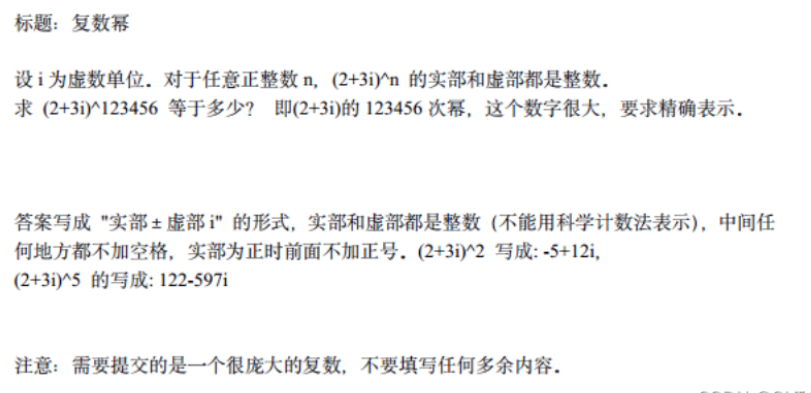 标题：复数幂
设 i 为虚数单位．对于任意正整数 n，(2+3i)^n 的实部和虚部都是整数．
求 (2+3i)^123456 等于多少？ 即(2+3i)的 123456 次幂，这个数字很大，要求精确表示．
答案写成 "实部±虚部 i" 的形式，实部和虚部都是整数（不能用科学计数法表示），中间任
何地方都不加空格，实部为正时前面不加正号．(2+3i)^2 写成: -5+12i,
(2+3i)^5 的写成: 122-597i
注意：需要提交的是一个很庞大的复数，不要填写任何多余内容．